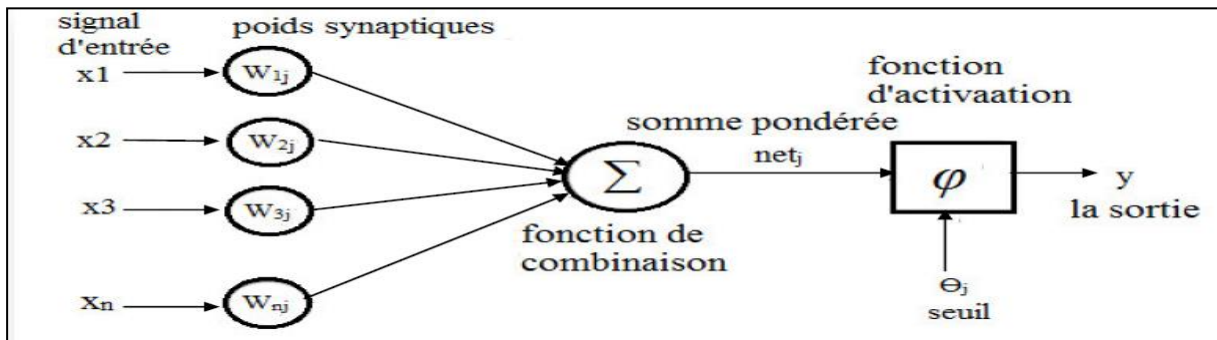 signal
d'entrée
poids synaptiques
x1
W1j
x2
W2j
x3
W3j
xn
Wnj
Σ
fonction de
combinaison
somme pondérée
netj
fonction
d'activaation
φ
y
la sortie
Θj
seuil